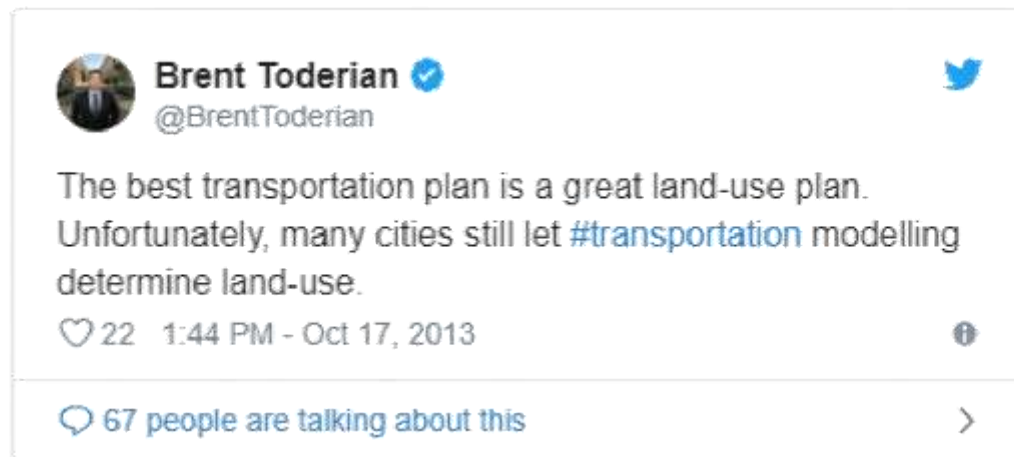 Brent Toderian
@BrentToderian
The best transportation plan is a great land-use plan.
Unfortunately, many cities still let #transportation modelling
determine land-use.
22 1:44 PM - Oct 17, 2013
67 people are talking about this